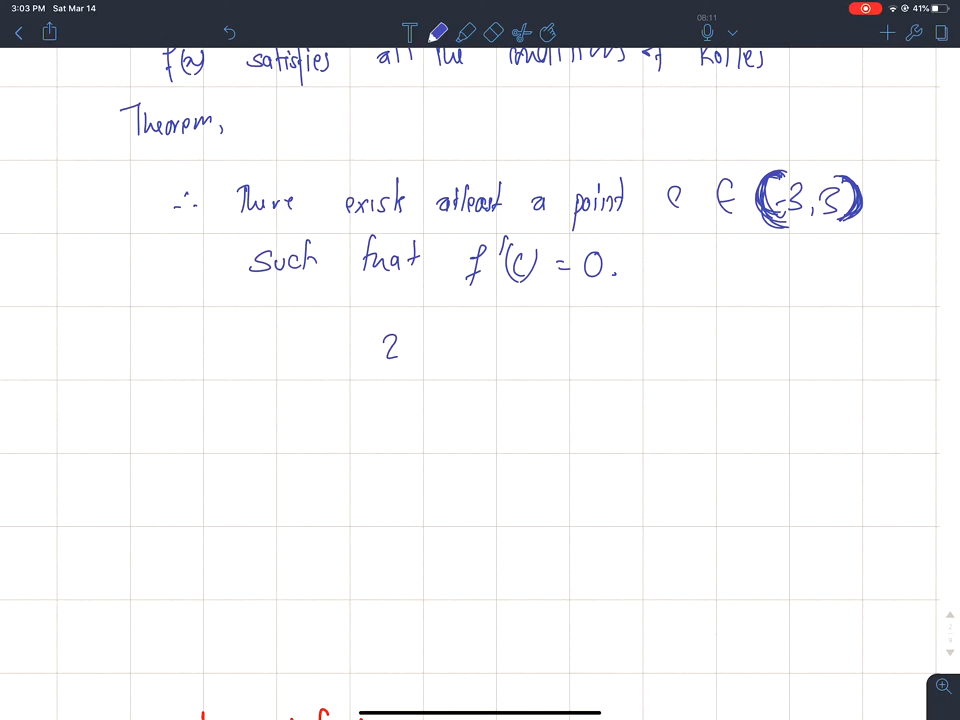 3:03 PM Sat Mar 14
41%
08:11
f(x) satisfies all the conditions of Rolles
Theorem,
∴ There exists atleast a point c ∈ (-3, 3)
such that f'(c) = 0.
2